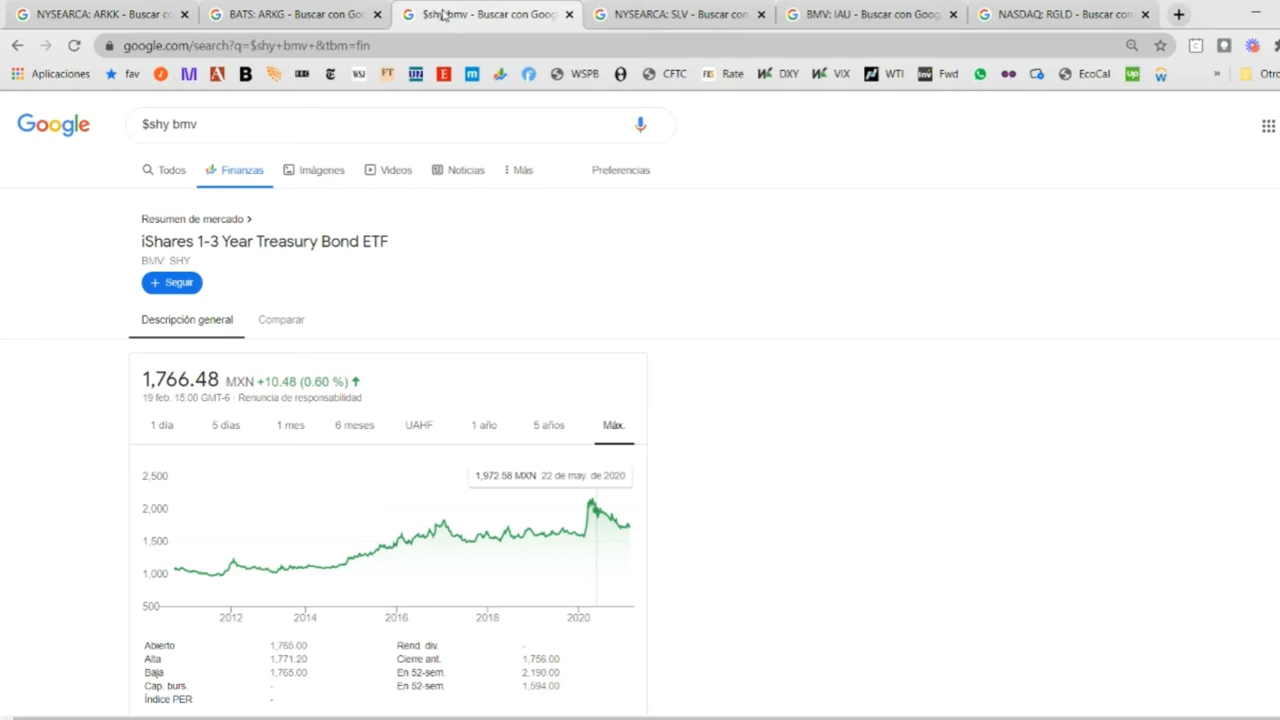 NYSEARCA: ARKK - Buscar con
BATS: ARKG - Buscar con Goo
$shy bmv - Buscar con Goog
NYSEARCA: SLV - Buscar con
BMV: IAU - Buscar con Goog
NASDAQ: RGLD - Buscar con
google.com/search?q=$shy+bmv+&tbm=fin
Aplicaciones
fav
WSPB
CFTC
Rate
DXY
VIX
WTI
Fwd
EcoCal
Otro
Google
$shy bmv
Todos
Finanzas
Imágenes
Videos
Noticias
Más
Preferencias
Resumen de mercado >
iShares 1-3 Year Treasury Bond ETF
BMV: SHY
+ Seguir
Descripción general
Comparar
1,766.48 MXN +10.48 (0.60 %) ↑
19 feb. 15:00 GMT-6 · Renuncia de responsabilidad
1 día 5 días 1 mes 6 meses UAHF 1 año 5 años Máx.
1,972.58 MXN 22 de may. de 2020
2,500
2,000
1,500
1,000
500
2012 2014 2016 2018 2020
Abierto 1,765.00 Rend. div. -
Alta 1,771.20 Cierre ant. 1,756.00
Baja 1,765.00 En 52-sem. 2,190.00
Cap. burs. - En 52-sem. 1,594.00
Índice PER -